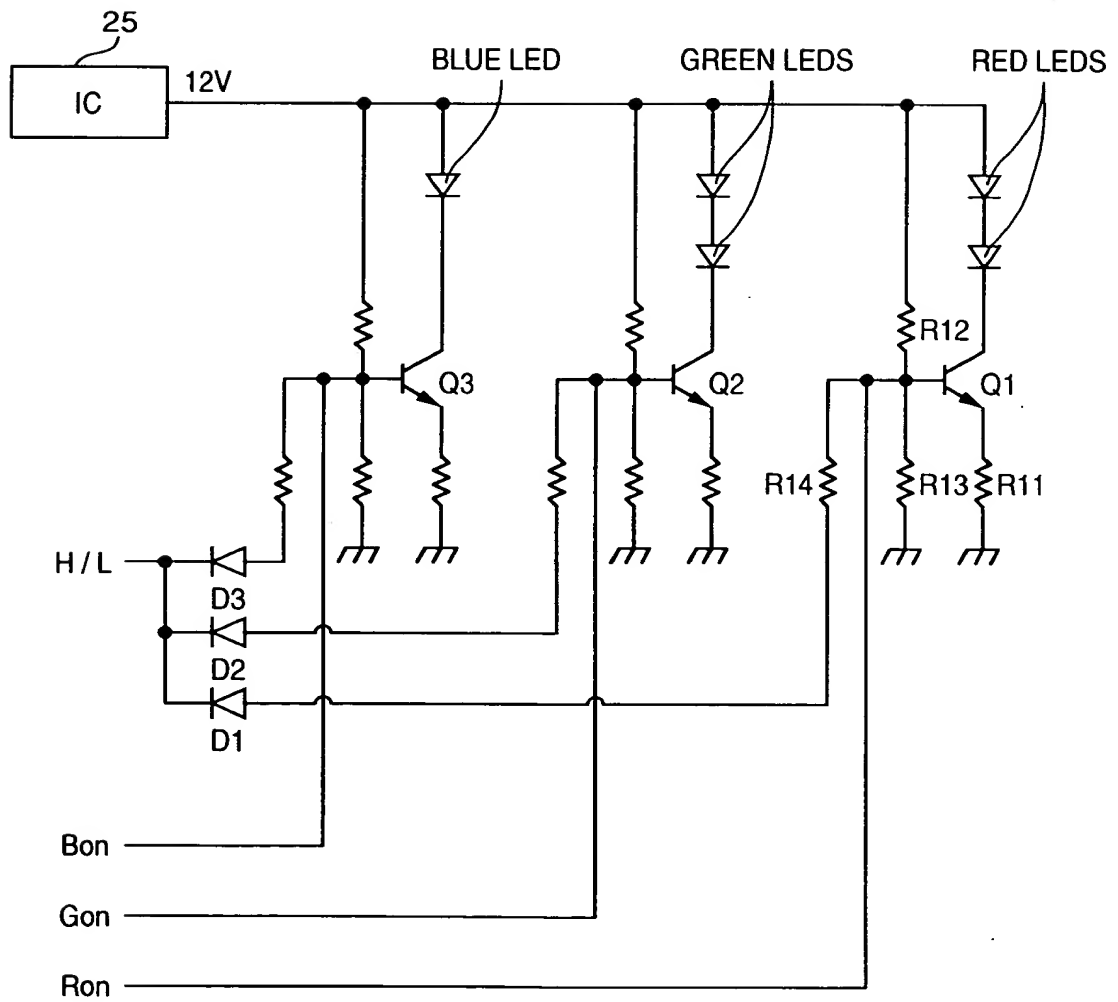 25
IC
12V
BLUE LED
GREEN LEDS
RED LEDS
R12
Q3
Q2
Q1
R14
R13
R11
H / L
D3
D2
D1
Bon
Gon
Ron